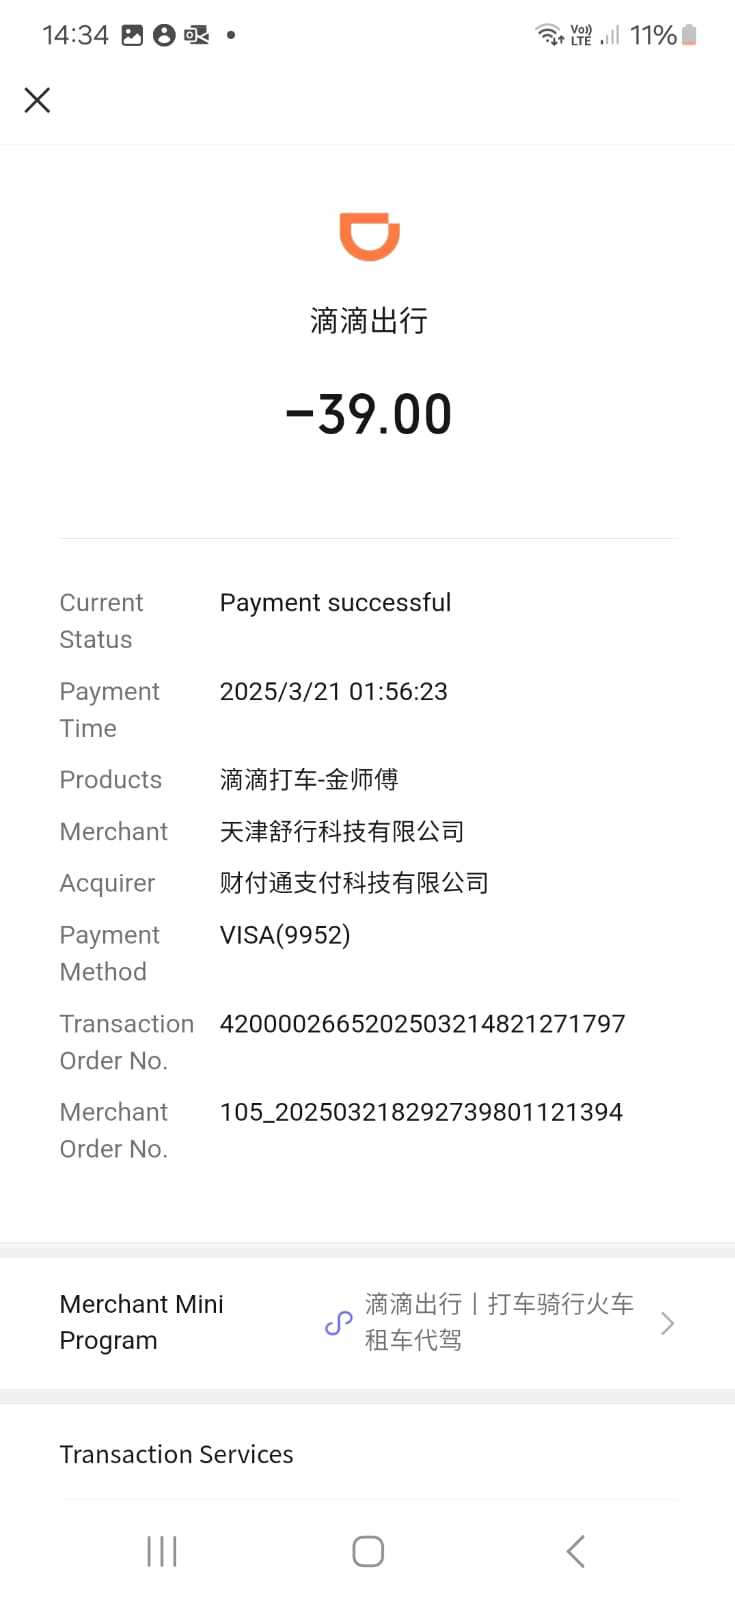 14:34
Vo)) LTE 11%
滴滴出行
-39.00
Current Status
Payment successful
Payment Time
2025/3/21 01:56:23
Products
滴滴打车-金师傅
Merchant
天津舒行科技有限公司
Acquirer
财付通支付科技有限公司
Payment Method
VISA(9952)
Transaction Order No.
4200002665202503214821271797
Merchant Order No.
105_202503218292739801121394
Merchant Mini Program
滴滴出行丨打车骑行火车
租车代驾
Transaction Services